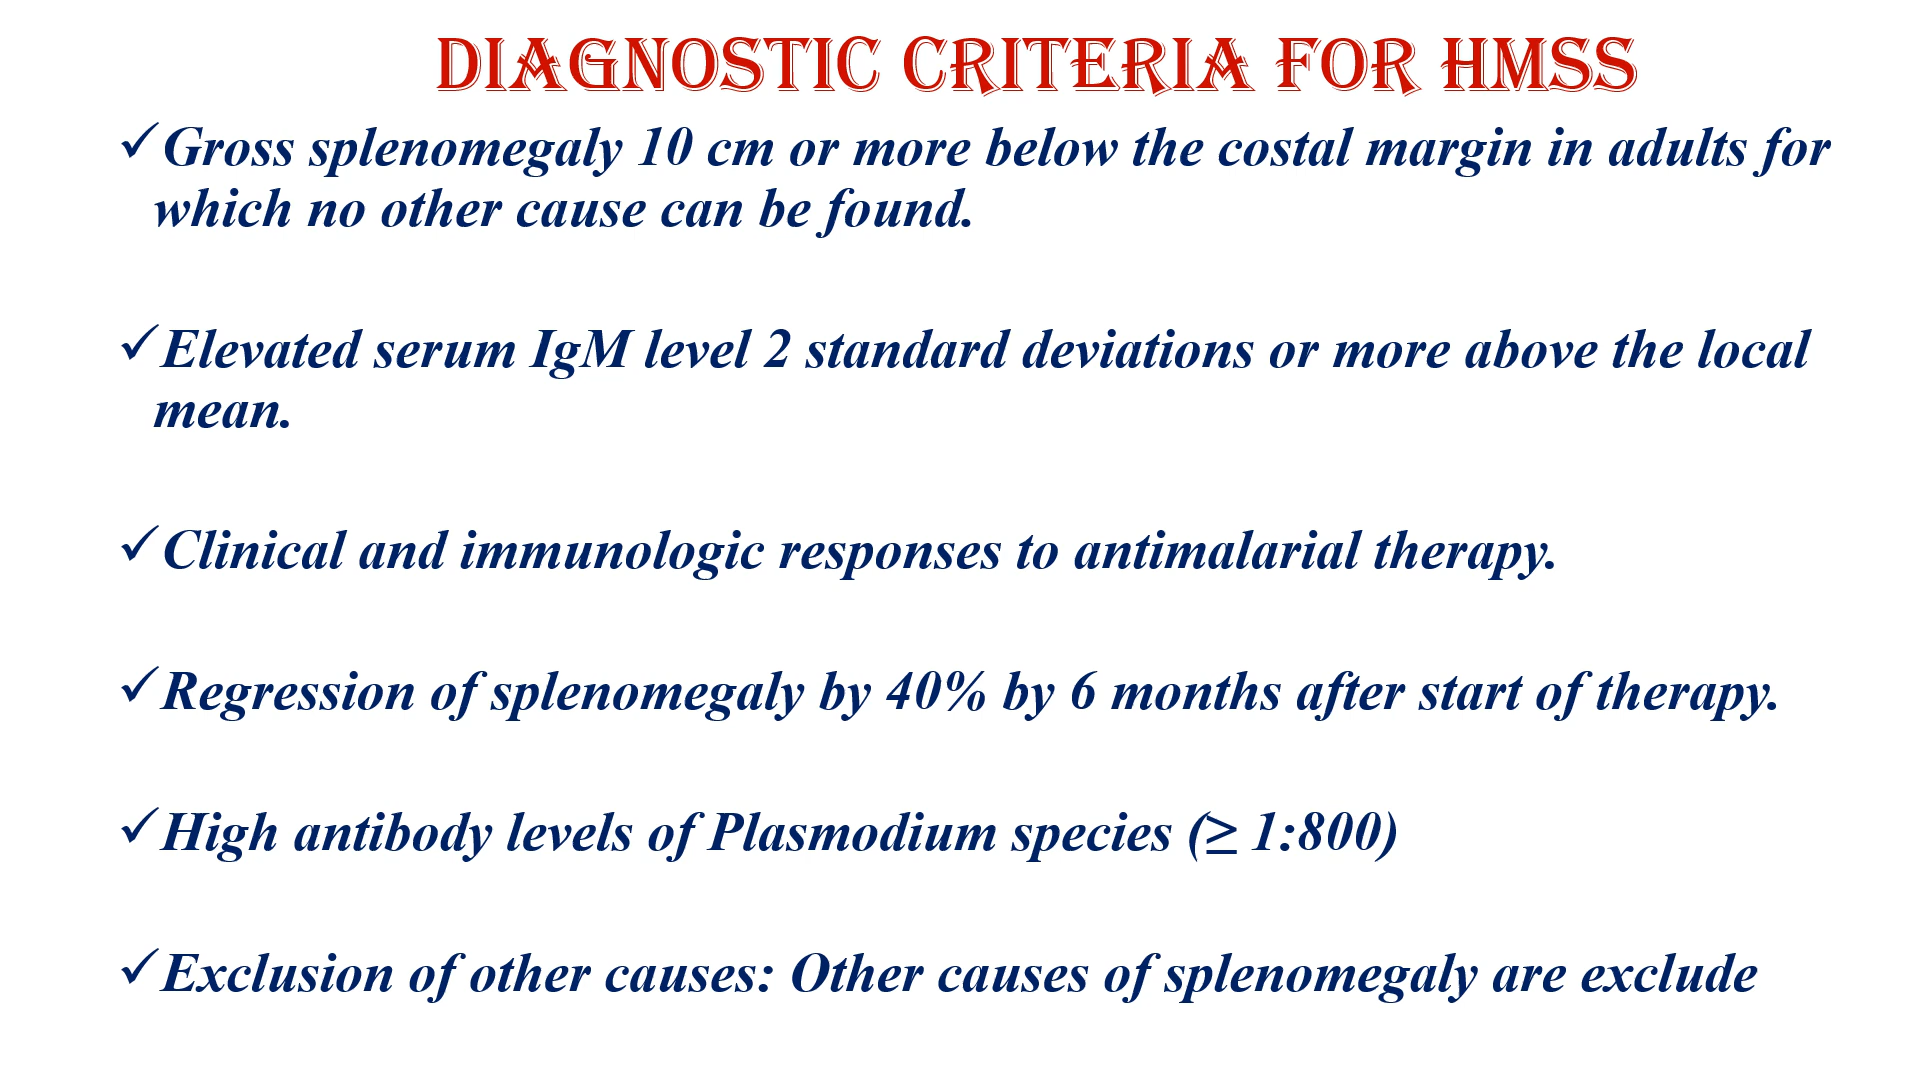 DIAGNOSTIC CRITERIA FOR HMSS
✓Gross splenomegaly 10 cm or more below the costal margin in adults for
which no other cause can be found.
✓Elevated serum IgM level 2 standard deviations or more above the local
mean.
✓Clinical and immunologic responses to antimalarial therapy.
✓Regression of splenomegaly by 40% by 6 months after start of therapy.
✓High antibody levels of Plasmodium species (≥ 1:800)
✓Exclusion of other causes: Other causes of splenomegaly are exclude